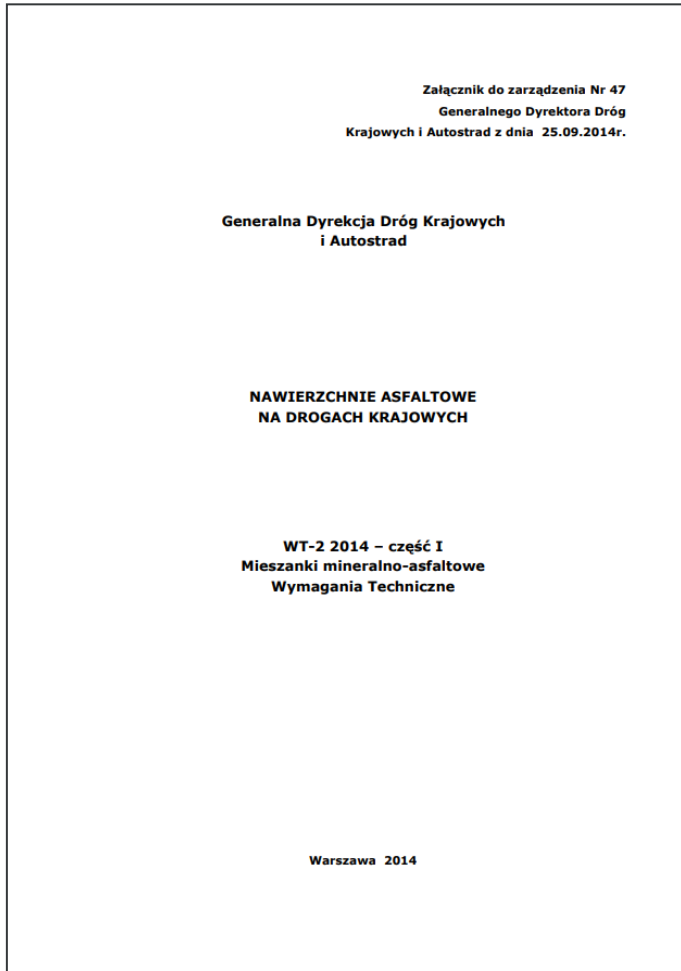 Załącznik do zarządzenia Nr 47
Generalnego Dyrektora Dróg
Krajowych i Autostrad z dnia 25.09.2014r.
Generalna Dyrekcja Dróg Krajowych
i Autostrad
NAWIERZCHNIE ASFALTOWE
NA DROGACH KRAJOWYCH
WT-2 2014 – część I
Mieszanki mineralno-asfaltowe
Wymagania Techniczne
Warszawa 2014